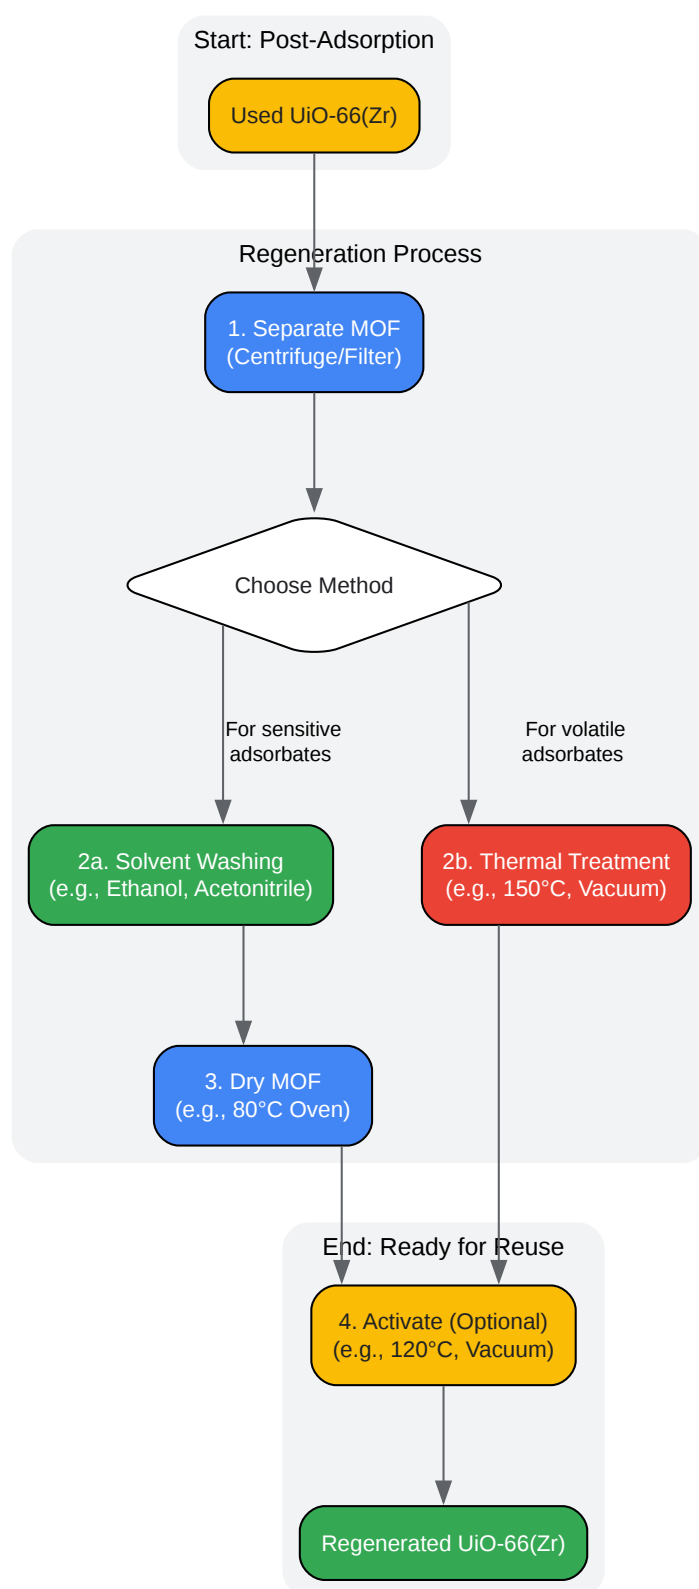 Start: Post-Adsorption
Used UiO-66(Zr)
Regeneration Process
1. Separate MOF
(Centrifuge/Filter)
Choose Method
For sensitive
adsorbates
For volatile
adsorbates
2a. Solvent Washing
(e.g., Ethanol, Acetonitrile)
2b. Thermal Treatment
(e.g., 150°C, Vacuum)
3. Dry MOF
(e.g., 80°C Oven)
End: Ready for Reuse
4. Activate (Optional)
(e.g., 120°C, Vacuum)
Regenerated UiO-66(Zr)